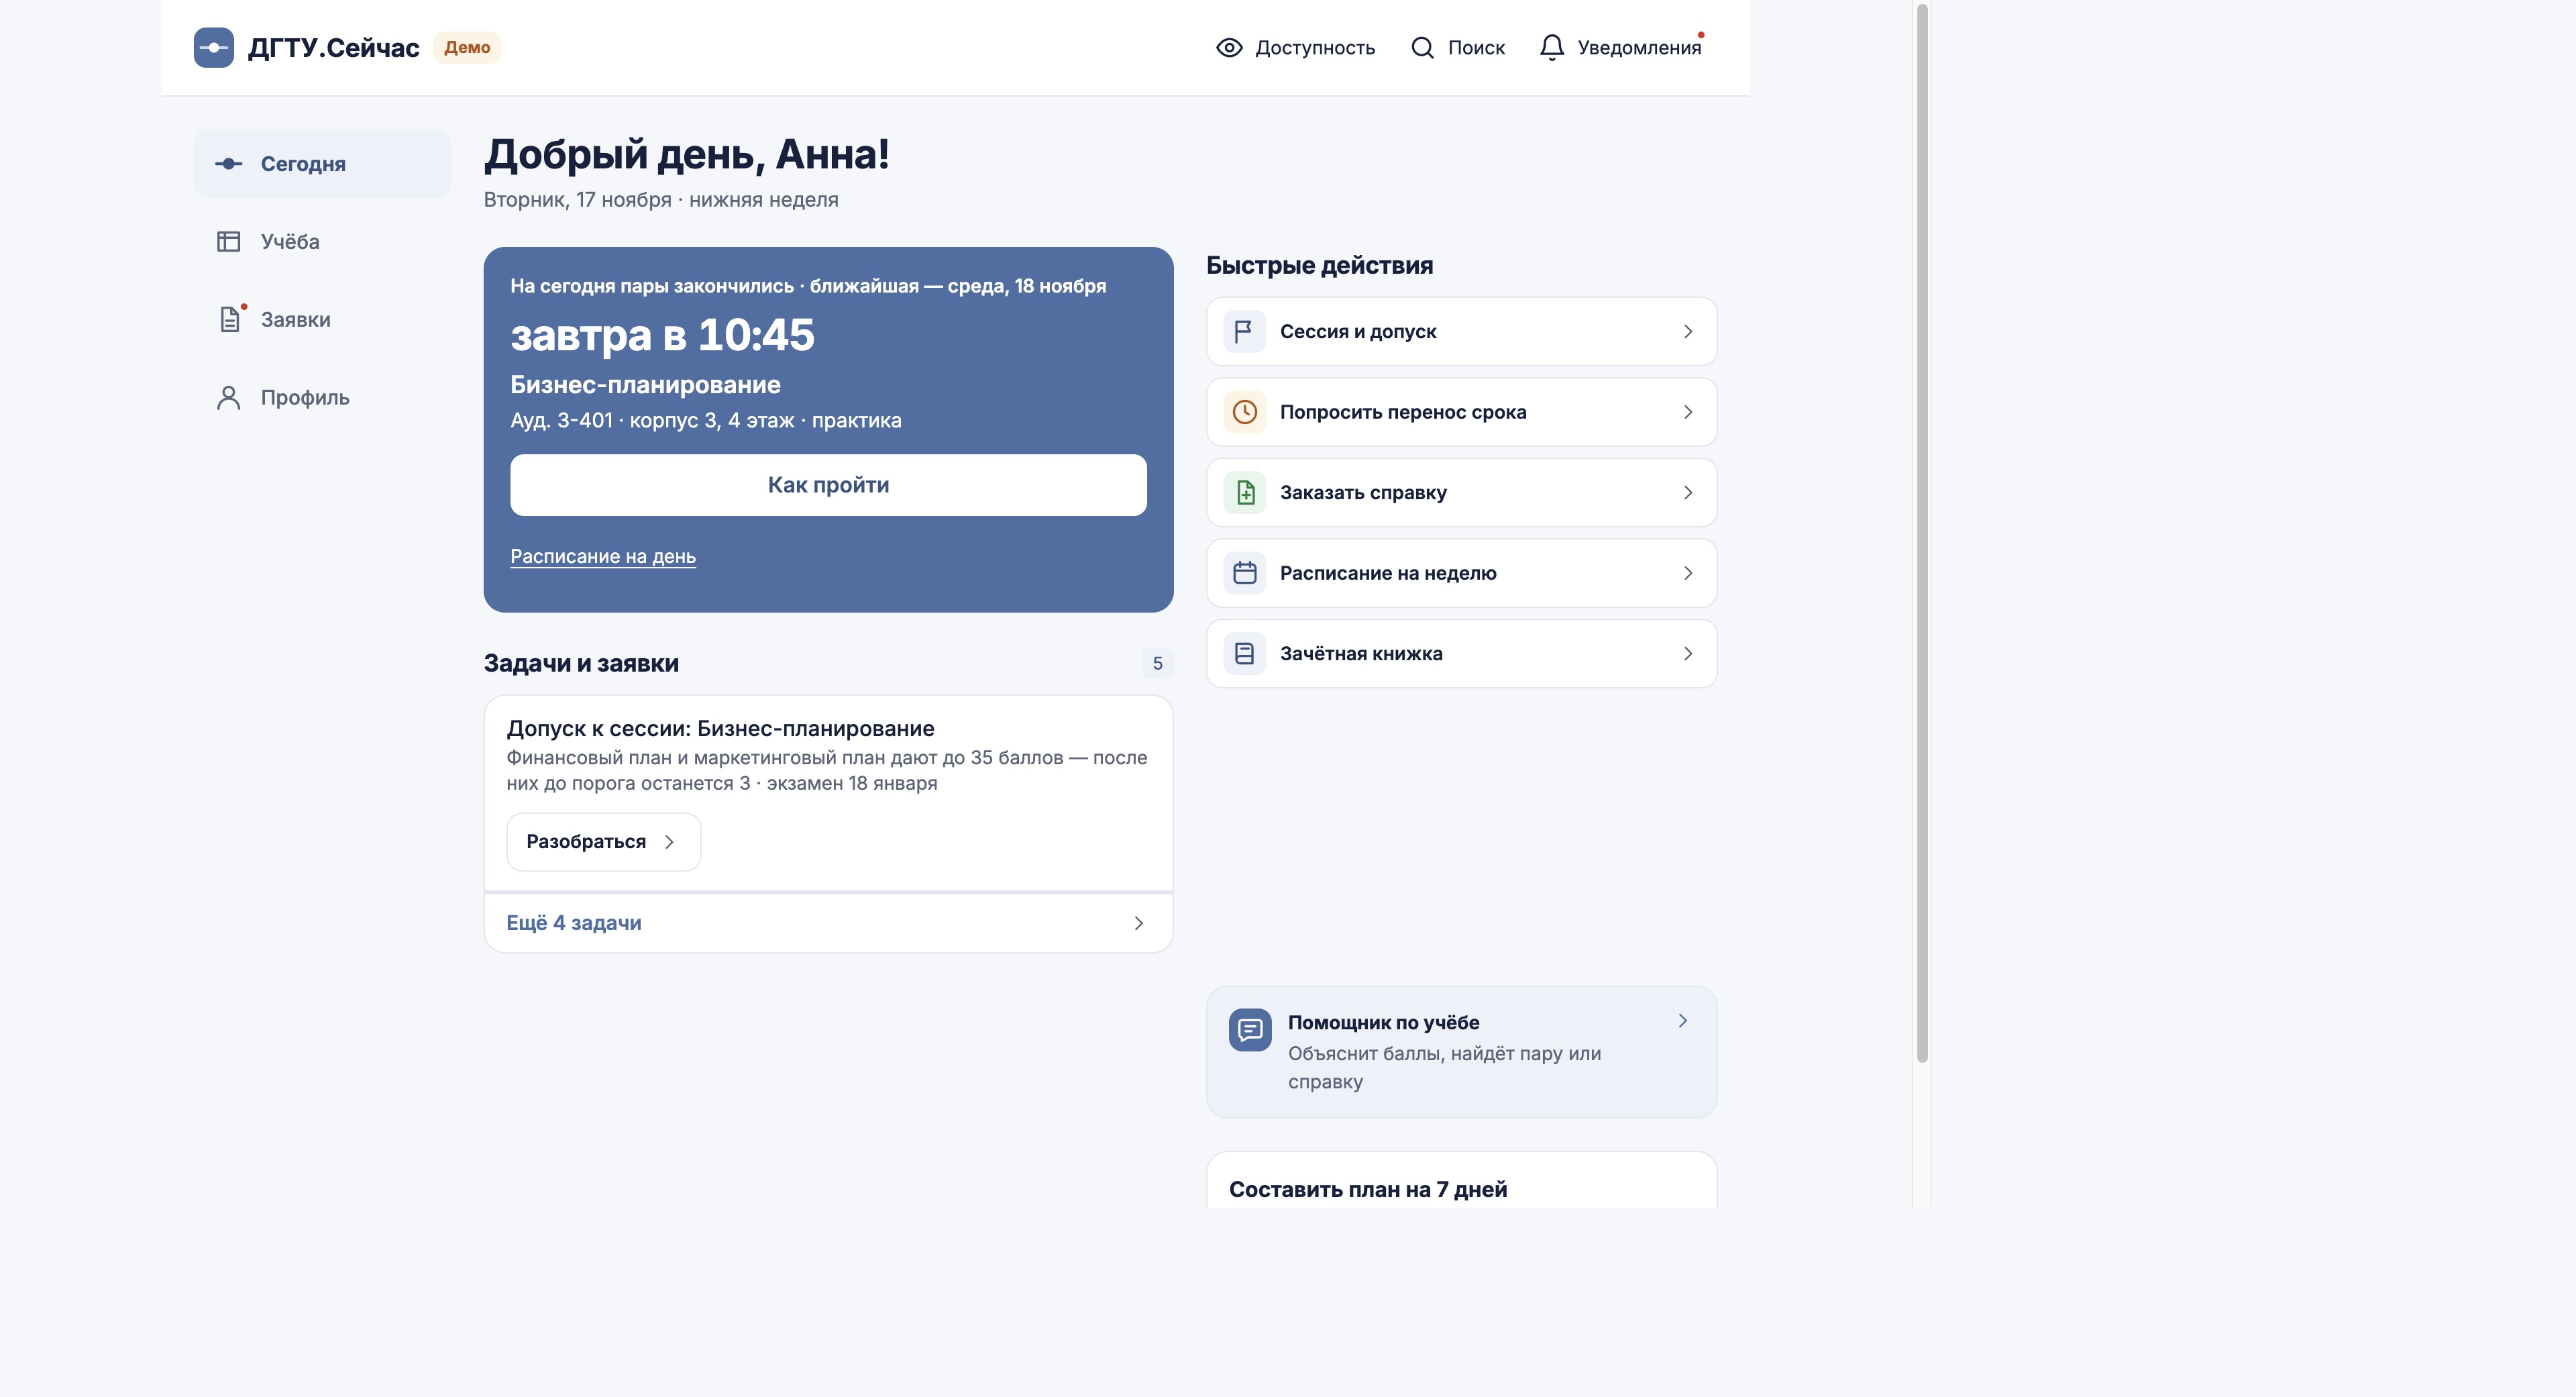 ДГТУ.Сейчас
Демо
Доступность
Поиск
Уведомления
Сегодня
Учёба
Заявки
Профиль
Добрый день, Анна!
Вторник, 17 ноября · нижняя неделя
На сегодня пары закончились · ближайшая — среда, 18 ноября
завтра в 10:45
Бизнес-планирование
Ауд. 3-401 · корпус 3, 4 этаж · практика
Как пройти
Расписание на день
Задачи и заявки
5
Допуск к сессии: Бизнес-планирование
Финансовый план и маркетинговый план дают до 35 баллов — после
них до порога останется 3 · экзамен 18 января
Разобраться
Ещё 4 задачи
Быстрые действия
Сессия и допуск
Попросить перенос срока
Заказать справку
Расписание на неделю
Зачётная книжка
Помощник по учёбе
Объяснит баллы, найдёт пару или
справку
Составить план на 7 дней